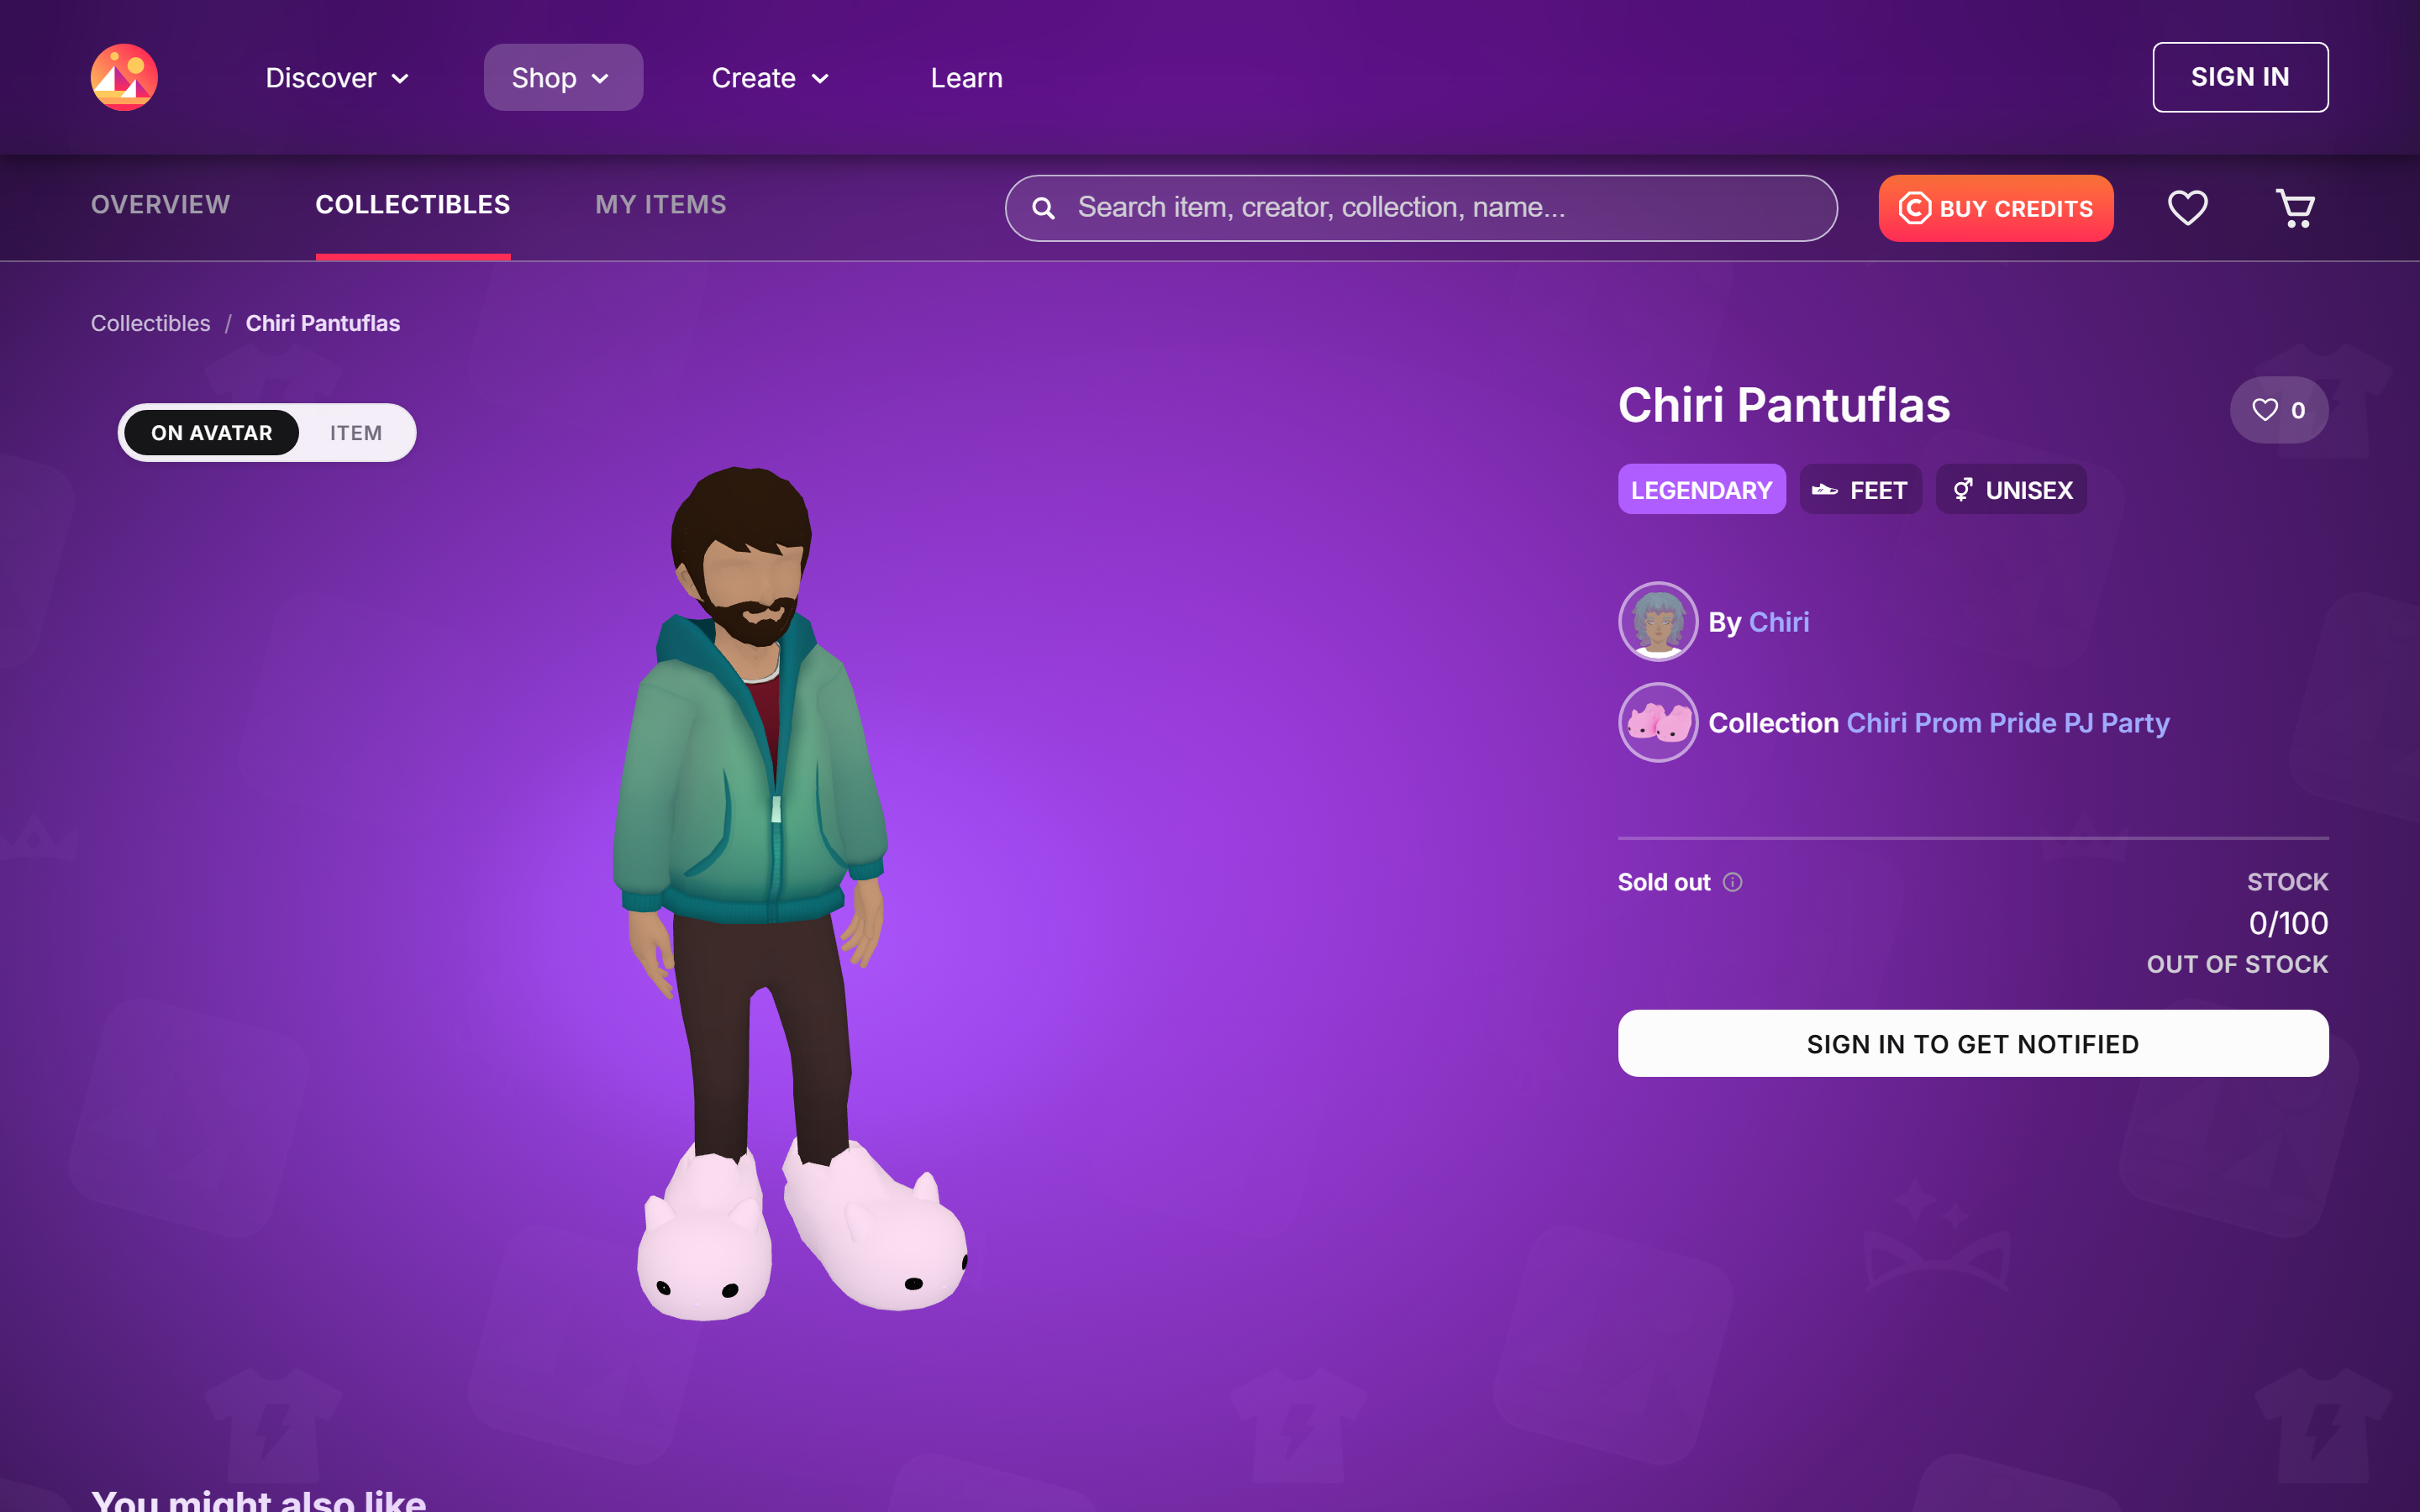 Discover
Shop
Create
Learn
SIGN IN
OVERVIEW
COLLECTIBLES
MY ITEMS
Search item, creator, collection, name...
BUY CREDITS
Collectibles / Chiri Pantuflas
ON AVATAR
ITEM
Chiri Pantuflas
0
LEGENDARY
FEET
UNISEX
By Chiri
Collection Chiri Prom Pride PJ Party
Sold out
STOCK
0/100
OUT OF STOCK
SIGN IN TO GET NOTIFIED
You might also like